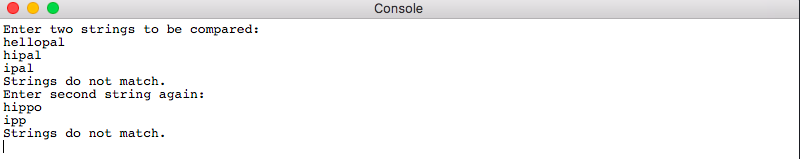 Console
Enter two strings to be compared:
hellopal
hipal
ipal
Strings do not match.
Enter second string again:
hippo
ipp
Strings do not match.